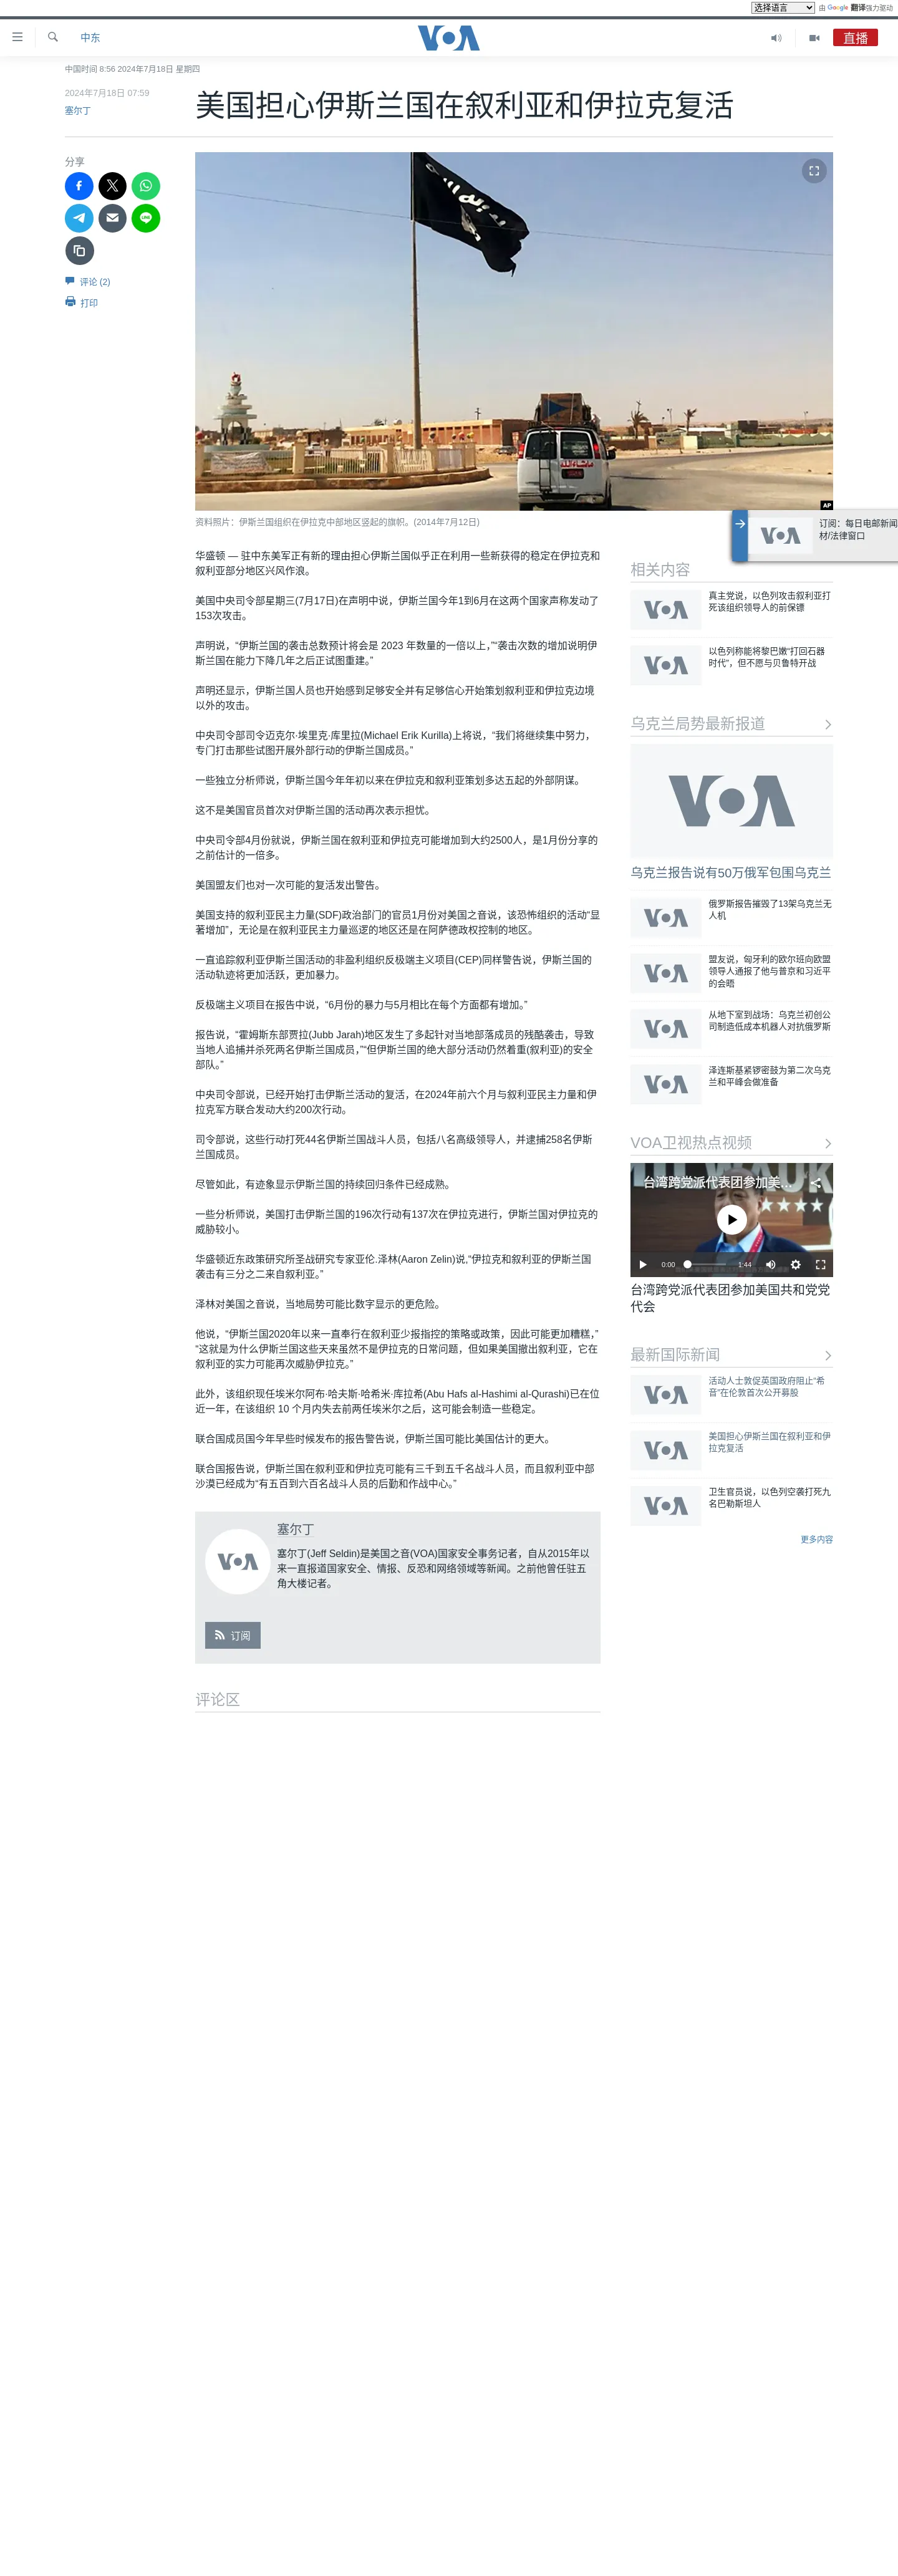 选择语言
由 Google 翻译强力驱动
中东
VOA
直播
中国时间 8:56 2024年7月18日 星期四
2024年7月18日 07:59
塞尔丁
美国担心伊斯兰国在叙利亚和伊拉克复活
分享
评论 (2)
打印
AP
资料照片：伊斯兰国组织在伊拉克中部地区竖起的旗帜。(2014年7月12日)
华盛顿 — 驻中东美军正有新的理由担心伊斯兰国似乎正在利用一些新获得的稳定在伊拉克和
叙利亚部分地区兴风作浪。
美国中央司令部星期三(7月17日)在声明中说，伊斯兰国今年1到6月在这两个国家声称发动了
153次攻击。
声明说，“伊斯兰国的袭击总数预计将会是 2023 年数量的一倍以上，”“袭击次数的增加说明伊
斯兰国在能力下降几年之后正试图重建。”
声明还显示，伊斯兰国人员也开始感到足够安全并有足够信心开始策划叙利亚和伊拉克边境
以外的攻击。
中央司令部司令迈克尔·埃里克·库里拉(Michael Erik Kurilla)上将说，“我们将继续集中努力，
专门打击那些试图开展外部行动的伊斯兰国成员。”
一些独立分析师说，伊斯兰国今年年初以来在伊拉克和叙利亚策划多达五起的外部阴谋。
这不是美国官员首次对伊斯兰国的活动再次表示担忧。
中央司令部4月份就说，伊斯兰国在叙利亚和伊拉克可能增加到大约2500人，是1月份分享的
之前估计的一倍多。
美国盟友们也对一次可能的复活发出警告。
美国支持的叙利亚民主力量(SDF)政治部门的官员1月份对美国之音说，该恐怖组织的活动“显
著增加”，无论是在叙利亚民主力量巡逻的地区还是在阿萨德政权控制的地区。
一直追踪叙利亚伊斯兰国活动的非盈利组织反极端主义项目(CEP)同样警告说，伊斯兰国的
活动轨迹将更加活跃，更加暴力。
反极端主义项目在报告中说，“6月份的暴力与5月相比在每个方面都有增加。”
报告说，“霍姆斯东部贾拉(Jubb Jarah)地区发生了多起针对当地部落成员的残酷袭击，导致
当地人追捕并杀死两名伊斯兰国成员，”“但伊斯兰国的绝大部分活动仍然着重(叙利亚)的安全
部队。”
中央司令部说，已经开始打击伊斯兰活动的复活，在2024年前六个月与叙利亚民主力量和伊
拉克军方联合发动大约200次行动。
司令部说，这些行动打死44名伊斯兰国战斗人员，包括八名高级领导人，并逮捕258名伊斯
兰国成员。
尽管如此，有迹象显示伊斯兰国的持续回归条件已经成熟。
一些分析师说，美国打击伊斯兰国的196次行动有137次在伊拉克进行，伊斯兰国对伊拉克的
威胁较小。
华盛顿近东政策研究所圣战研究专家亚伦.泽林(Aaron Zelin)说,“伊拉克和叙利亚的伊斯兰国
袭击有三分之二来自叙利亚。”
泽林对美国之音说，当地局势可能比数字显示的更危险。
他说，“伊斯兰国2020年以来一直奉行在叙利亚少报指控的策略或政策，因此可能更加糟糕，”
“这就是为什么伊斯兰国这些天来虽然不是伊拉克的日常问题，但如果美国撤出叙利亚，它在
叙利亚的实力可能再次威胁伊拉克。”
此外，该组织现任埃米尔阿布·哈夫斯·哈希米·库拉希(Abu Hafs al-Hashimi al-Qurashi)已在位
近一年，在该组织 10 个月内失去前两任埃米尔之后，这可能会制造一些稳定。
联合国成员国今年早些时候发布的报告警告说，伊斯兰国可能比美国估计的更大。
联合国报告说，伊斯兰国在叙利亚和伊拉克可能有三千到五千名战斗人员，而且叙利亚中部
沙漠已经成为“有五百到六百名战斗人员的后勤和作战中心。”
VOA
塞尔丁
塞尔丁(Jeff Seldin)是美国之音(VOA)国家安全事务记者，自从2015年以
来一直报道国家安全、情报、反恐和网络领域等新闻。之前他曾任驻五
角大楼记者。
订阅
评论区
VOA
订阅：每日电邮新闻
材/法律窗口
相关内容
VOA
真主党说，以色列攻击叙利亚打
死该组织领导人的前保镖
VOA
以色列称能将黎巴嫩“打回石器
时代”，但不愿与贝鲁特开战
乌克兰局势最新报道
VOA
乌克兰报告说有50万俄军包围乌克兰
VOA
俄罗斯报告摧毁了13架乌克兰无
人机
VOA
盟友说，匈牙利的欧尔班向欧盟
领导人通报了他与普京和习近平
的会晤
VOA
从地下室到战场：乌克兰初创公
司制造低成本机器人对抗俄罗斯
VOA
泽连斯基紧锣密鼓为第二次乌克
兰和平峰会做准备
VOA卫视热点视频
台湾跨党派代表团参加美...
0:00
1:44
台湾跨党派代表团参加美国共和党党
代会
最新国际新闻
VOA
活动人士敦促英国政府阻止“希
音”在伦敦首次公开募股
VOA
美国担心伊斯兰国在叙利亚和伊
拉克复活
VOA
卫生官员说，以色列空袭打死九
名巴勒斯坦人
更多内容